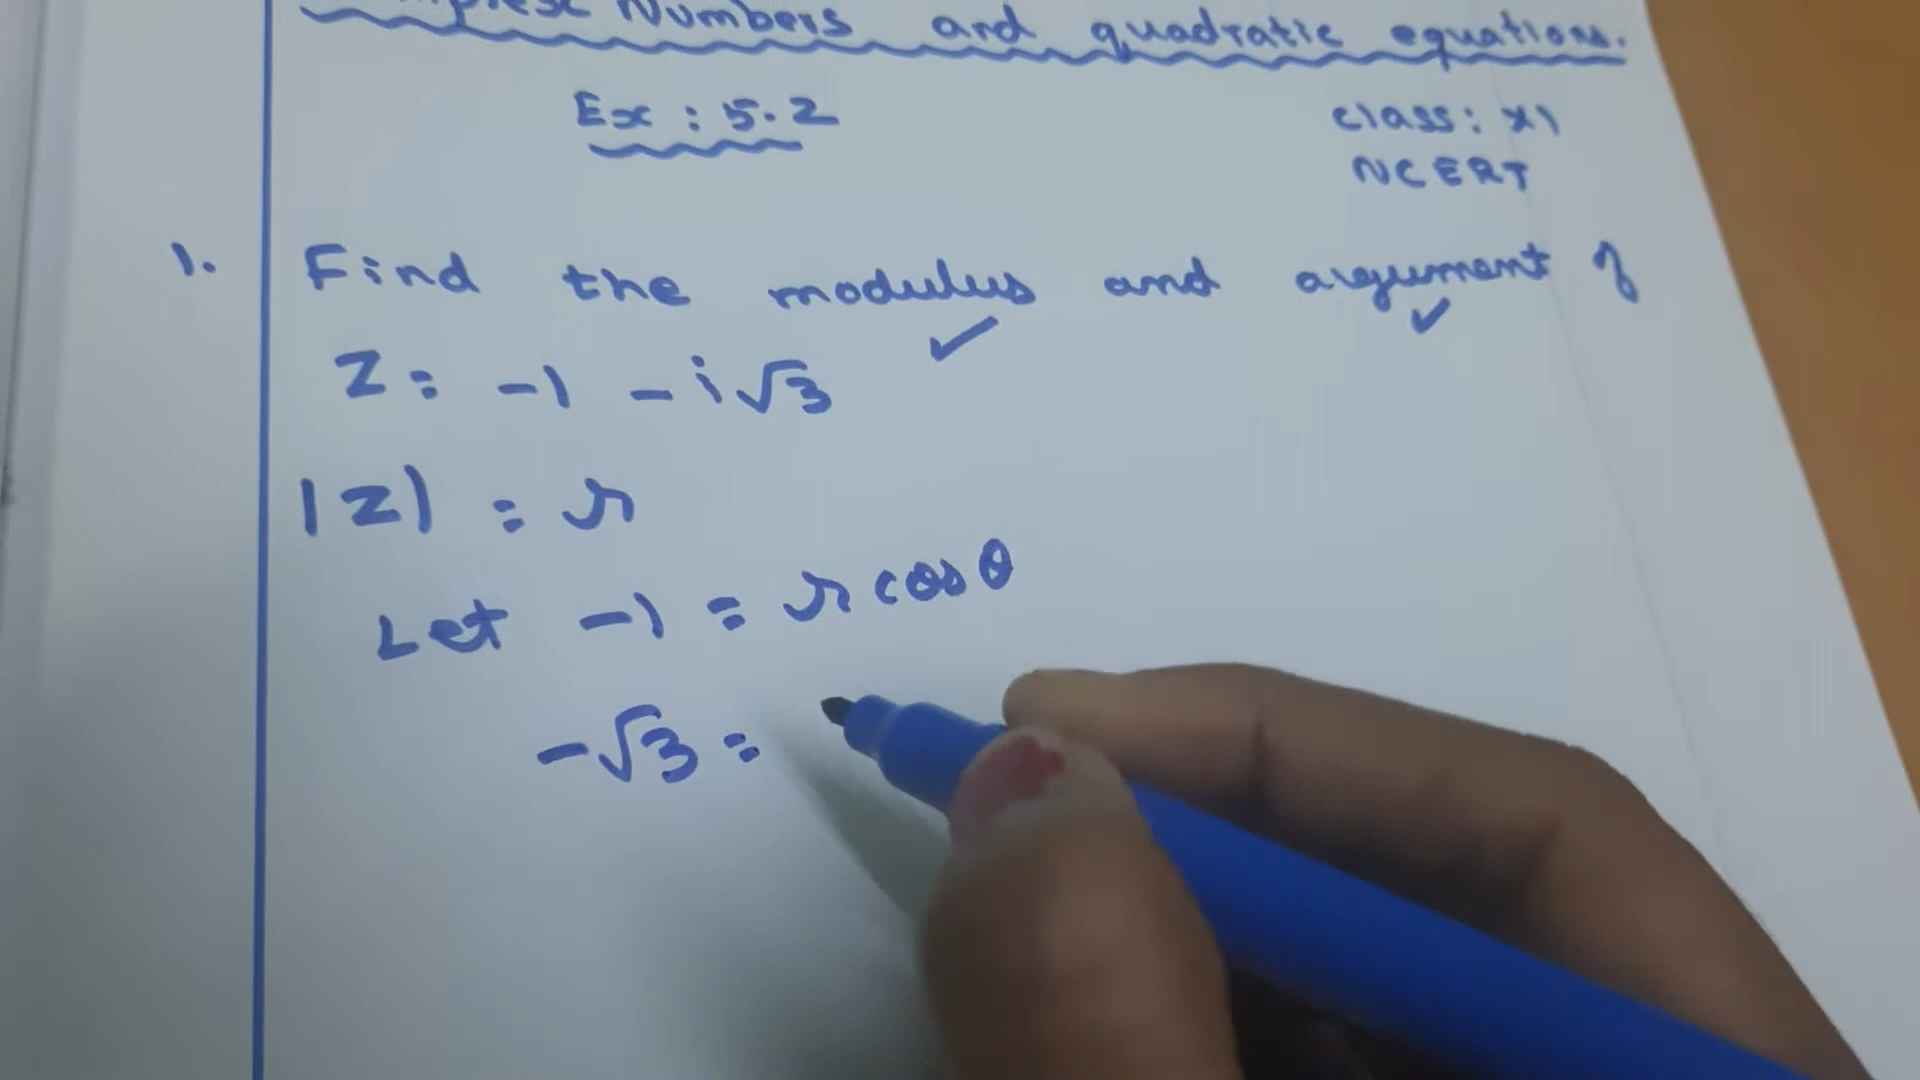 Numbers and quadratic equations.
Ex : 5.2
class: XI
NCERT
1. Find the modulus and argument of
Z = -1 - i√3
|Z| = r
Let -1 = r cos θ
-√3 =